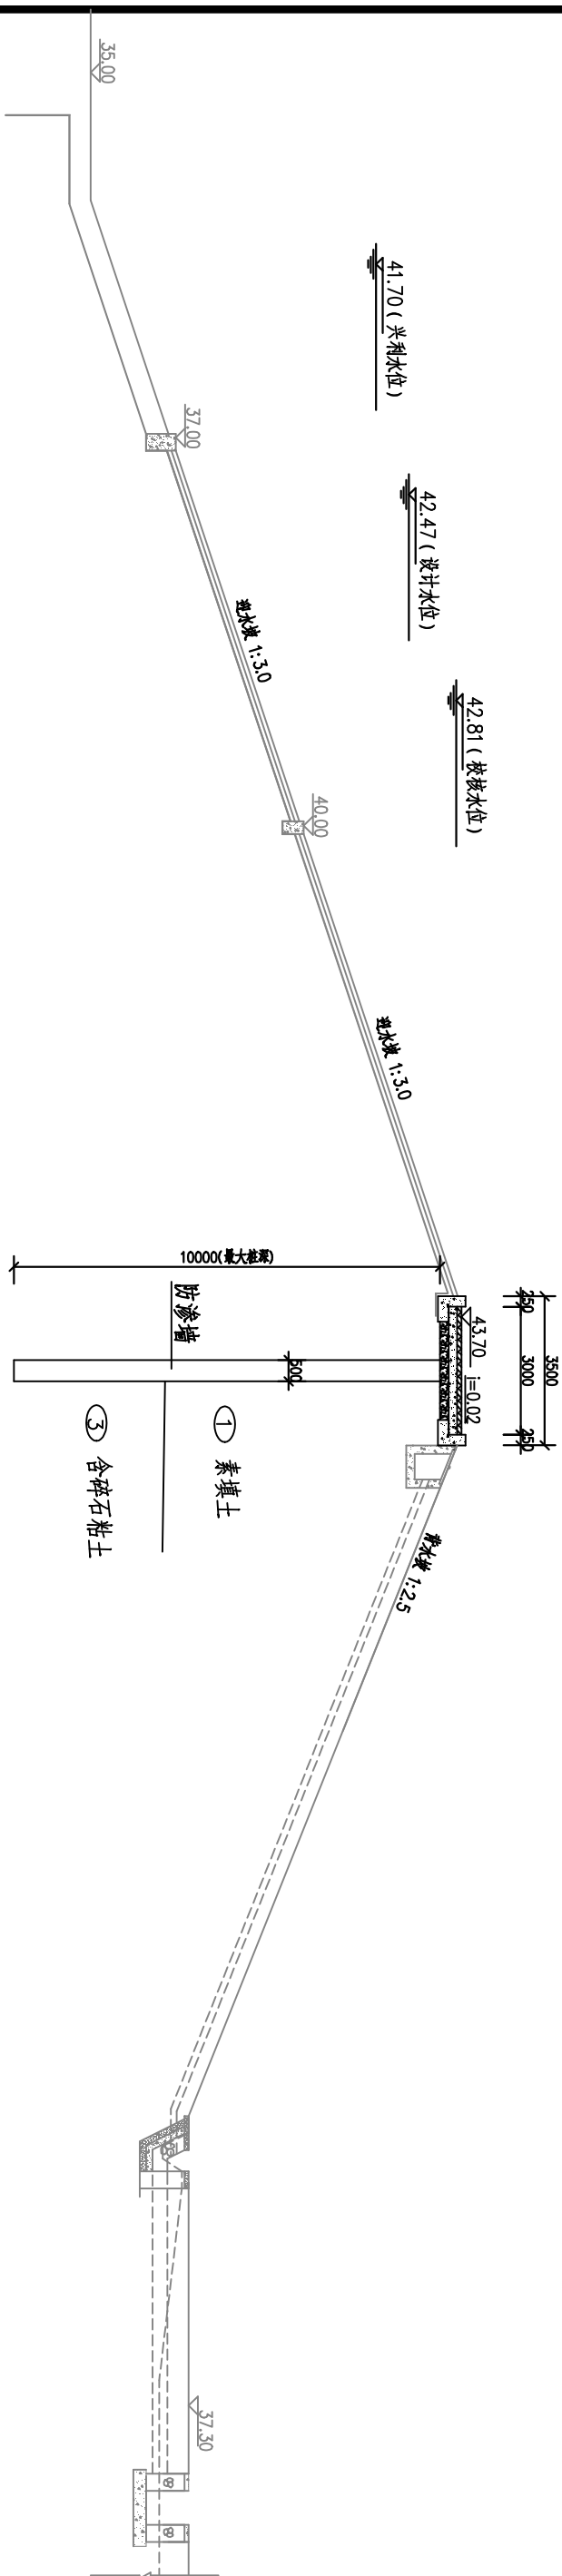 35.00
41.70(兴利水位)
37.00
42.47(设计水位)
迎水坡 1:3.0
42.81(校核水位)
40.00
迎水坡 1:3.0
10000(最大桩深)
防渗墙
500
43.70
i=0.02
250
3000
250
3500
① 素填土
③ 含碎石粘土
背水坡 1:2.5
37.30